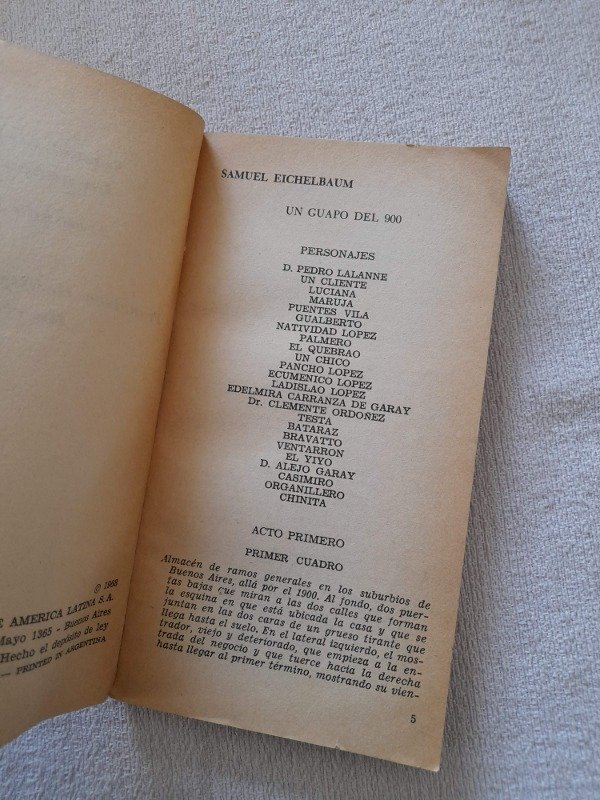 © 1968
E AMERICA LATINA S.A.
Mayo 1365 - Buenos Aires
Hecho el depósito de ley
— PRINTED IN ARGENTINA
SAMUEL EICHELBAUM
UN GUAPO DEL 900
PERSONAJES
D. PEDRO LALANNE
UN CLIENTE
LUCIANA
MARUJA
PUENTES VILA
GUALBERTO
NATIVIDAD LOPEZ
PALMERO
EL QUEBRAO
UN CHICO
PANCHO LOPEZ
ECUMENICO LOPEZ
LADISLAO LOPEZ
EDELMIRA CARRANZA DE GARAY
Dr. CLEMENTE ORDOÑEZ
TESTA
BATARAZ
BRAVATTO
VENTARRON
EL YIYO
D. ALEJO GARAY
CASIMIRO
ORGANILLERO
CHINITA
ACTO PRIMERO
PRIMER CUADRO
Almacén de ramos generales en los suburbios de
Buenos Aires, allá por el 1900. Al fondo, dos puer-
tas bajas que miran a las dos calles que forman
la esquina en que está ubicada la casa y que se
juntan en las dos caras de un grueso tirante que
llega hasta el suelo. En el lateral izquierdo, el mos-
trador, viejo y deteriorado, que empieza a la en-
trada del negocio y que tuerce hacia la derecha
hasta llegar al primer término, mostrando su vien-
5